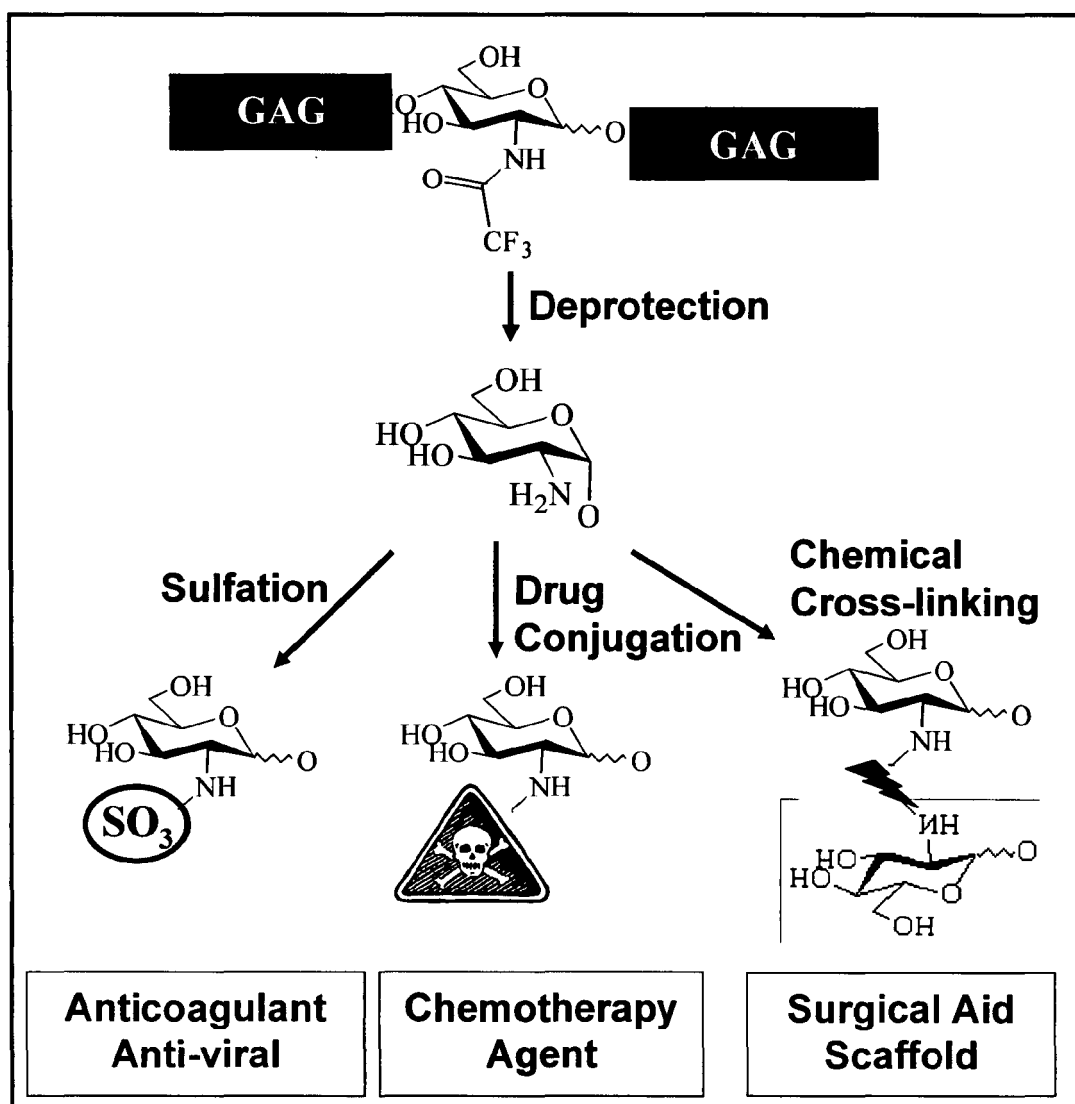 OH
O
GAG
O
HO
O
GAG
NH
O
CF3
Deprotection
OH
O
HO
HO
H2N
O
Sulfation
Drug
Conjugation
Chemical
Cross-linking
OH
O
HO
HO
O
NH
SO3
OH
O
HO
HO
O
NH
OH
O
HO
HO
O
NH
HN
HO
O
HO
O
OH
Anticoagulant
Anti-viral
Chemotherapy
Agent
Surgical Aid
Scaffold